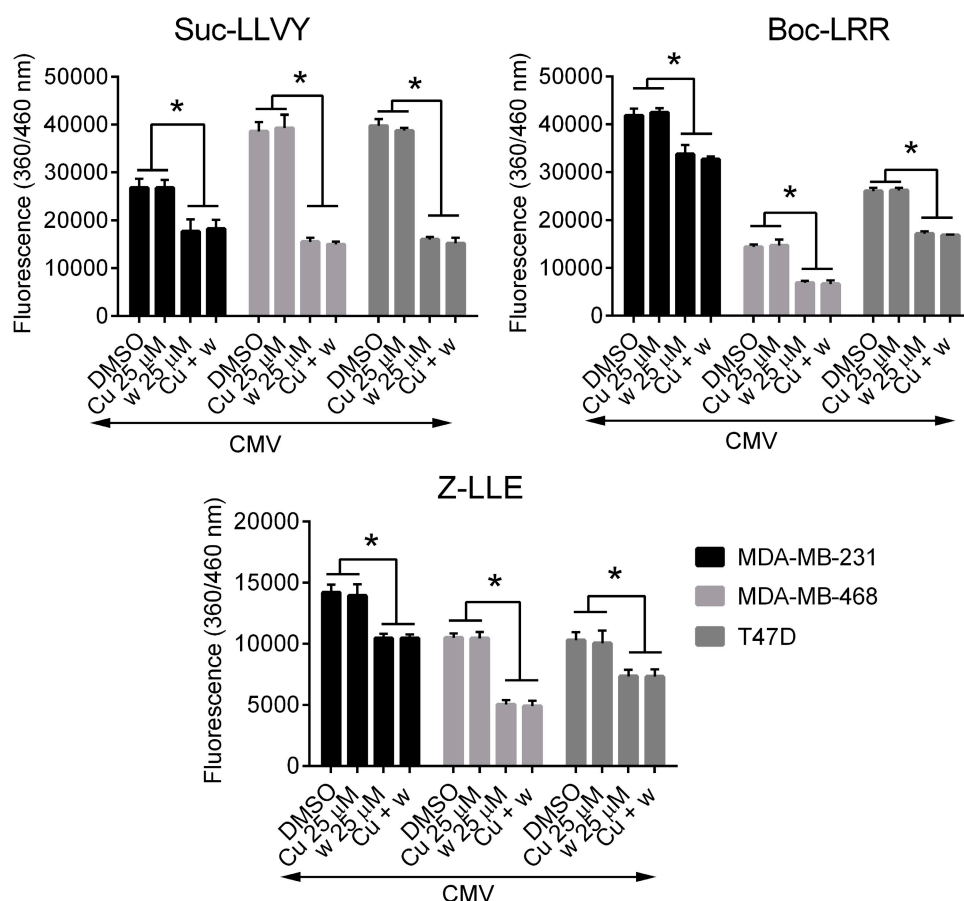 Suc-LLVY
Fluorescence (360/460 nm)
50000
40000
30000
20000
10000
0
*
*
*
DMSO
Cu 25 µM
w 25 µM
Cu + w
DMSO
Cu 25 µM
w 25 µM
Cu + w
DMSO
Cu 25 µM
w 25 µM
Cu + w
CMV
Boc-LRR
Fluorescence (360/460 nm)
50000
40000
30000
20000
10000
0
*
*
*
DMSO
Cu 25 µM
w 25 µM
Cu + w
DMSO
Cu 25 µM
w 25 µM
Cu + w
DMSO
Cu 25 µM
w 25 µM
Cu + w
CMV
Z-LLE
Fluorescence (360/460 nm)
20000
15000
10000
5000
0
*
*
*
DMSO
Cu 25 µM
w 25 µM
Cu + w
DMSO
Cu 25 µM
w 25 µM
Cu + w
DMSO
Cu 25 µM
w 25 µM
Cu + w
CMV
MDA-MB-231
MDA-MB-468
T47D